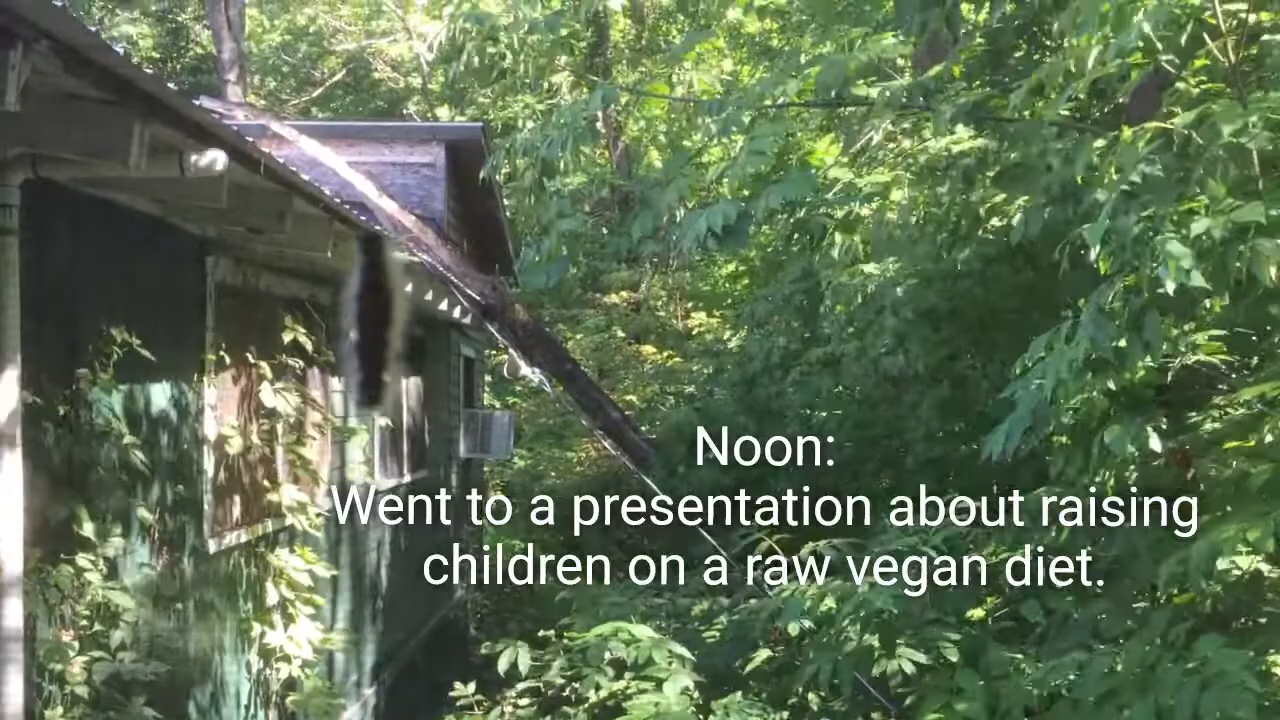 Noon:
Went to a presentation about raising
children on a raw vegan diet.